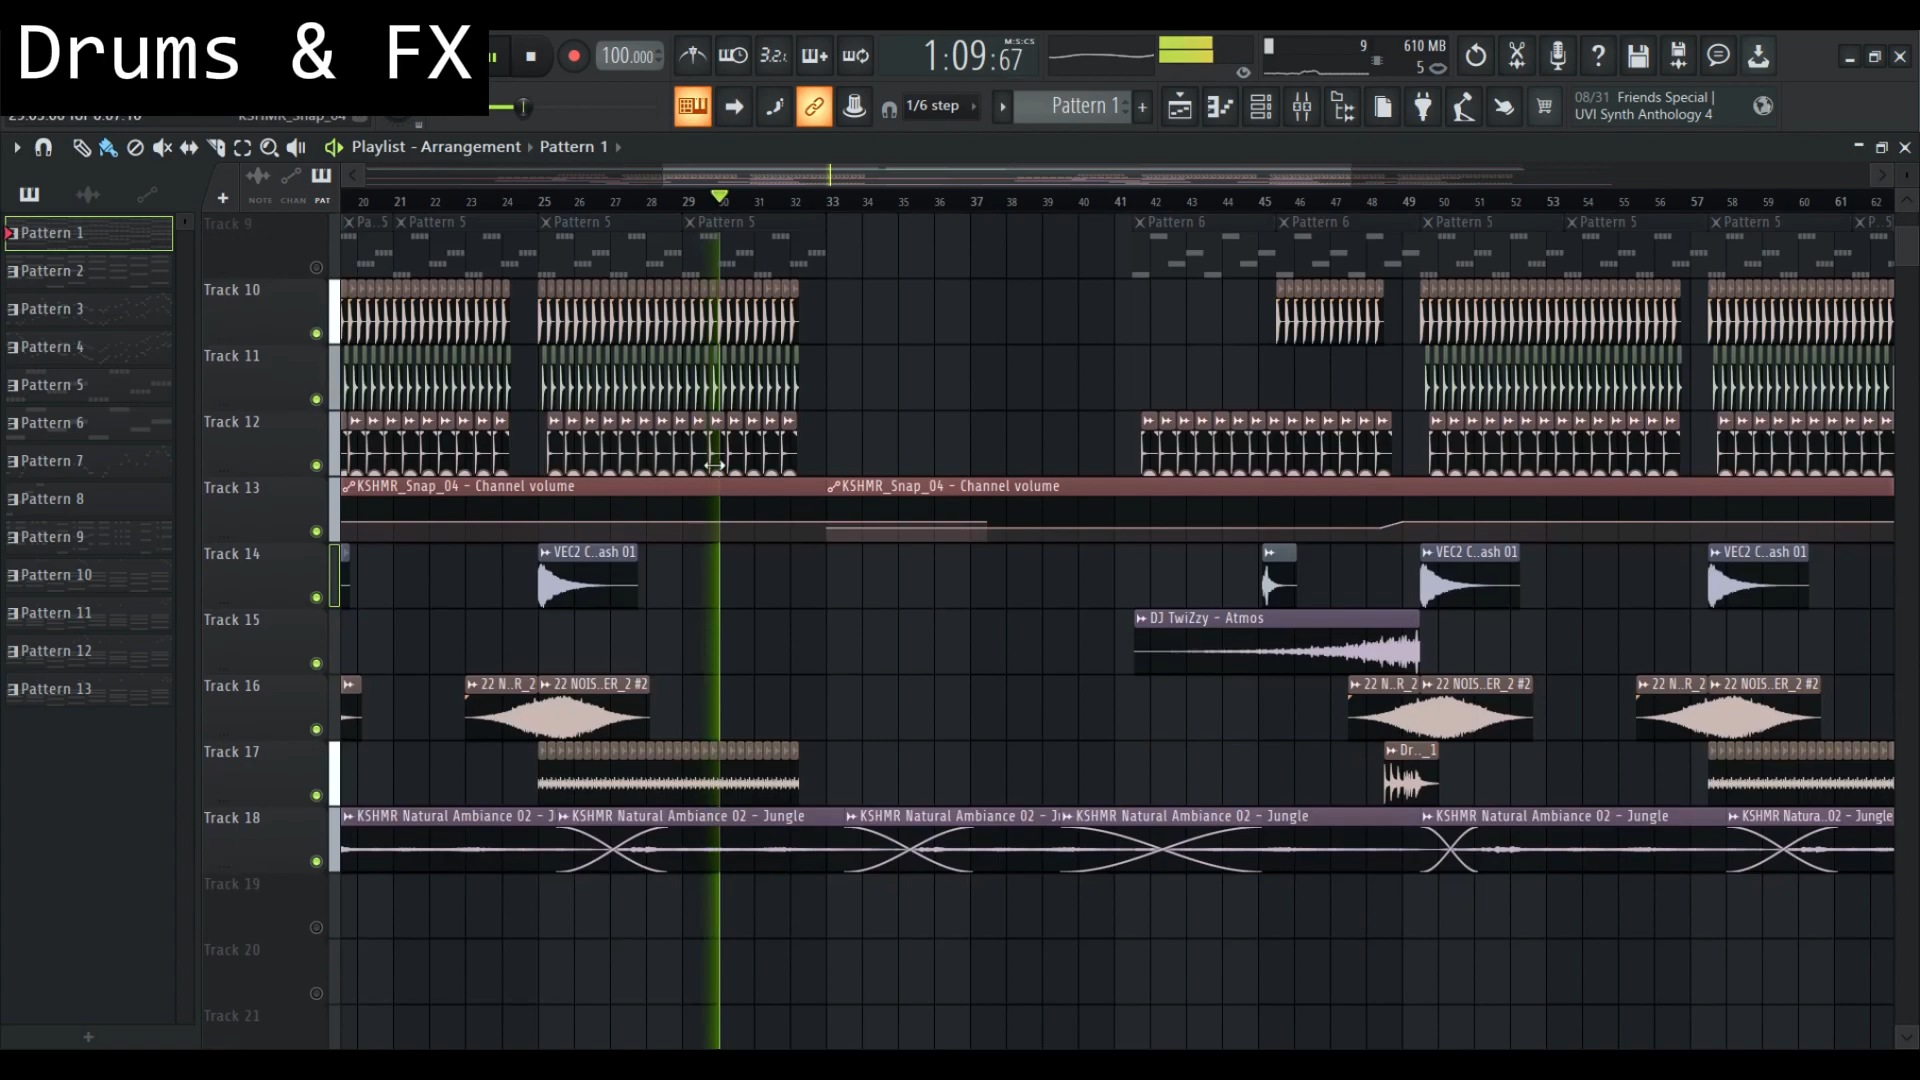 Drums & FX
100.000
3.2.1
1:09:67
M:S:CS
9
610 MB
5
1/6 step
Pattern 1
+
08/31 Friends Special |
UVI Synth Anthology 4
KSHMR_Snap_04
Playlist - Arrangement
Pattern 1
NOTE CHAN PAT
20 21 22 23 24 25 26 27 28 29 30 31 32 33 34 35 36 37 38 39 40 41 42 43 44 45 46 47 48 49 50 51 52 53 54 55 56 57 58 59 60 61 62
Pattern 1
Pattern 2
Pattern 3
Pattern 4
Pattern 5
Pattern 6
Pattern 7
Pattern 8
Pattern 9
Pattern 10
Pattern 11
Pattern 12
Pattern 13
Track 9
Pa..5 Pattern 5 Pattern 5 Pattern 5 Pattern 6 Pattern 6 Pattern 5 Pattern 5 Pattern 5 P..5
Track 10
Track 11
Track 12
Track 13
KSHMR_Snap_04 - Channel volume KSHMR_Snap_04 - Channel volume
Track 14
VEC2 C..ash 01 VEC2 C..ash 01 VEC2 C..ash 01
Track 15
DJ TwiZzy - Atmos
Track 16
22 N..R_2 22 NOIS..ER_2 #2 22 N..R_2 22 NOIS..ER_2 #2 22 N..R_2 22 NOIS..ER_2 #2
Track 17
Dr.._1
Track 18
KSHMR Natural Ambiance 02 - J KSHMR Natural Ambiance 02 - Jungle KSHMR Natural Ambiance 02 - Ju KSHMR Natural Ambiance 02 - Jungle KSHMR Natural Ambiance 02 - Jungle KSHMR Natura..02 - Jungle
Track 19
Track 20
Track 21